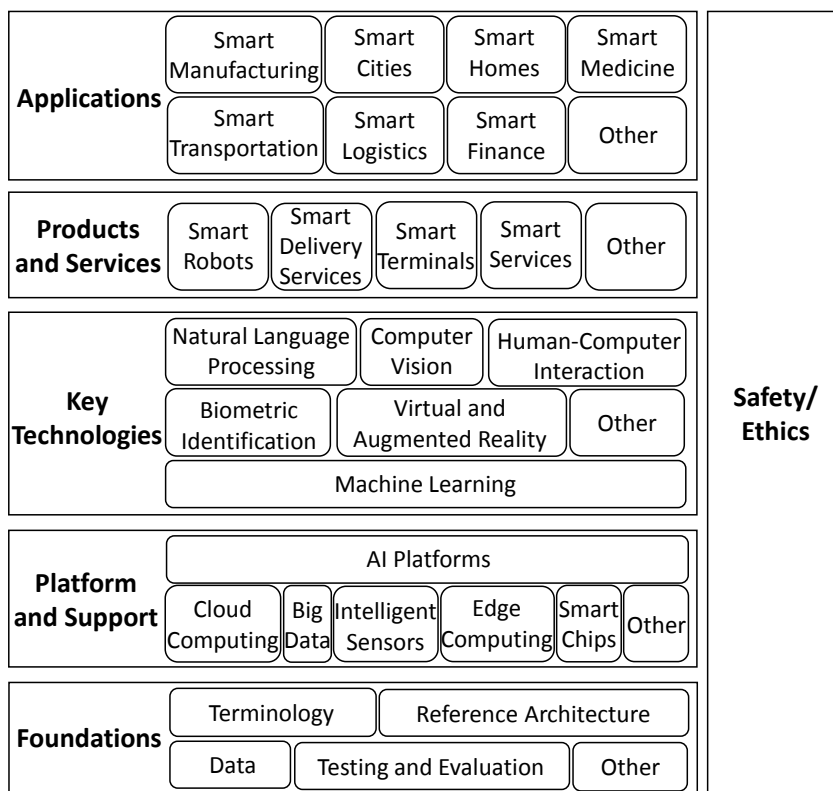 Applications
Smart
Manufacturing
Smart
Cities
Smart
Homes
Smart
Medicine
Smart
Transportation
Smart
Logistics
Smart
Finance
Other
Products
and Services
Smart
Robots
Smart
Delivery
Services
Smart
Terminals
Smart
Services
Other
Key
Technologies
Natural Language
Processing
Computer
Vision
Human-Computer
Interaction
Biometric
Identification
Virtual and
Augmented Reality
Other
Machine Learning
Platform
and Support
AI Platforms
Cloud
Computing
Big
Data
Intelligent
Sensors
Edge
Computing
Smart
Chips
Other
Foundations
Terminology
Reference Architecture
Data
Testing and Evaluation
Other
Safety/
Ethics